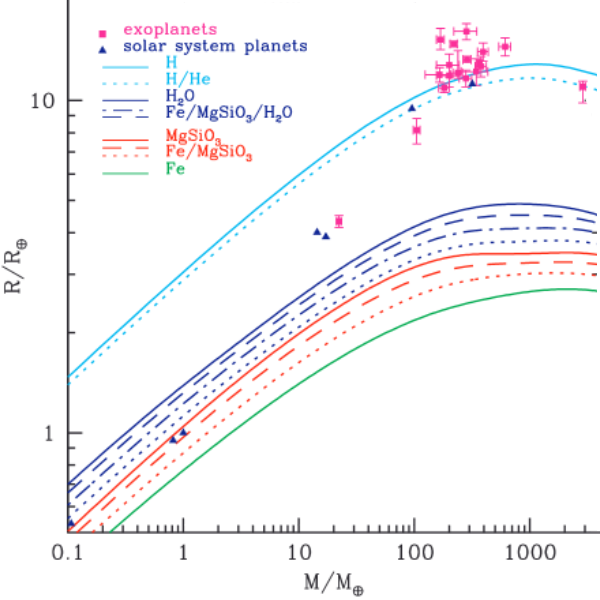 exoplanets
solar system planets
H
H/He
H₂O
Fe/MgSiO₃/H₂O
MgSiO₃
Fe/MgSiO₃
Fe
R/R⊕
10
1
0.1 1 10 100 1000
M/M⊕